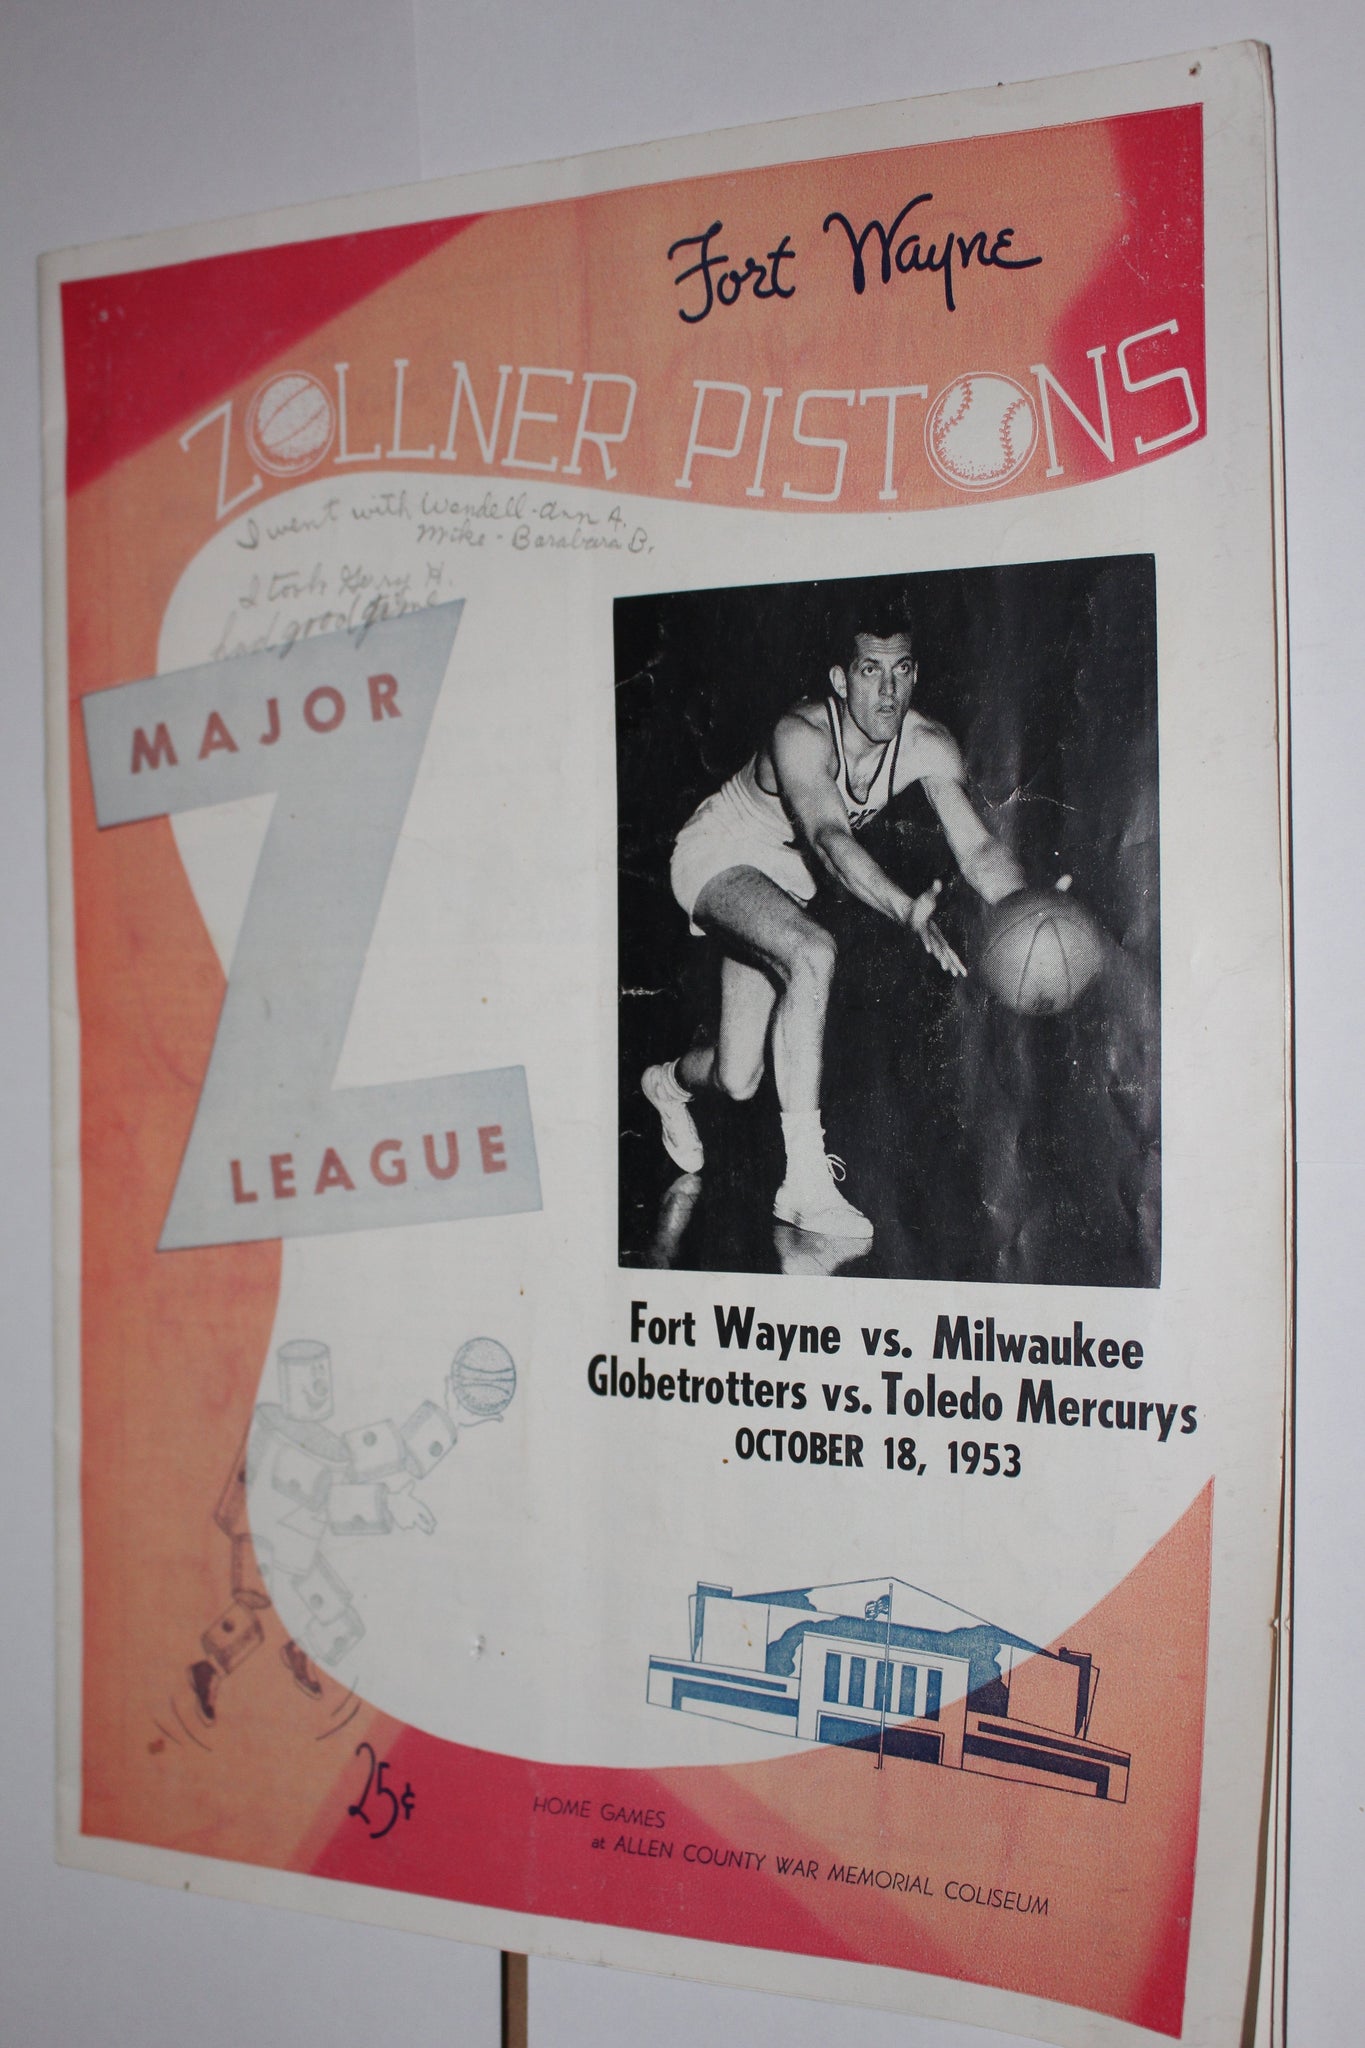 Fort Wayne
ZOLLNER PISTONS
I went with Wendell - Ann A.
Mike - Barabara B.
I took Gery H.
had good time
MAJOR
LEAGUE
Fort Wayne vs. Milwaukee
Globetrotters vs. Toledo Mercurys
OCTOBER 18, 1953
25¢
HOME GAMES
at ALLEN COUNTY WAR MEMORIAL COLISEUM